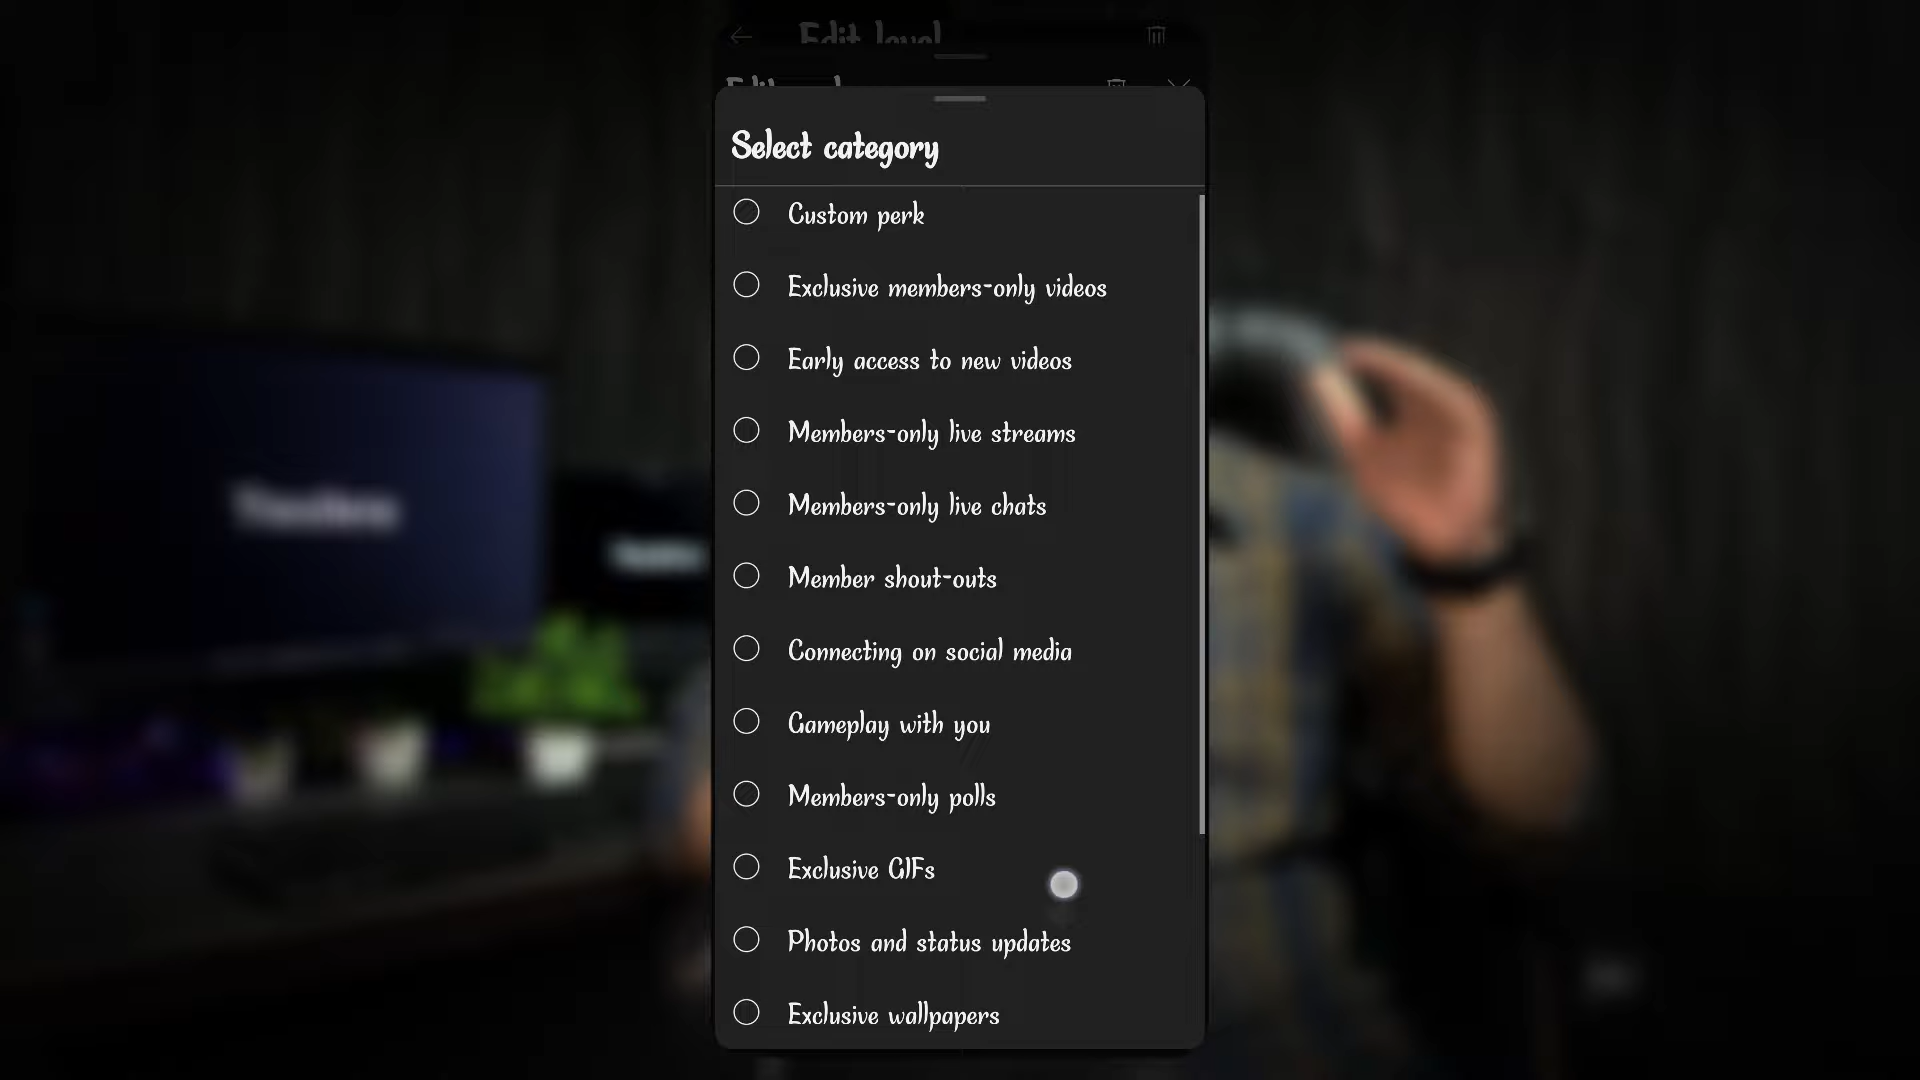 Edit level
Select category
Custom perk
Exclusive members-only videos
Early access to new videos
Members-only live streams
Members-only live chats
Member shout-outs
Connecting on social media
Gameplay with you
Members-only polls
Exclusive GIFs
Photos and status updates
Exclusive wallpapers